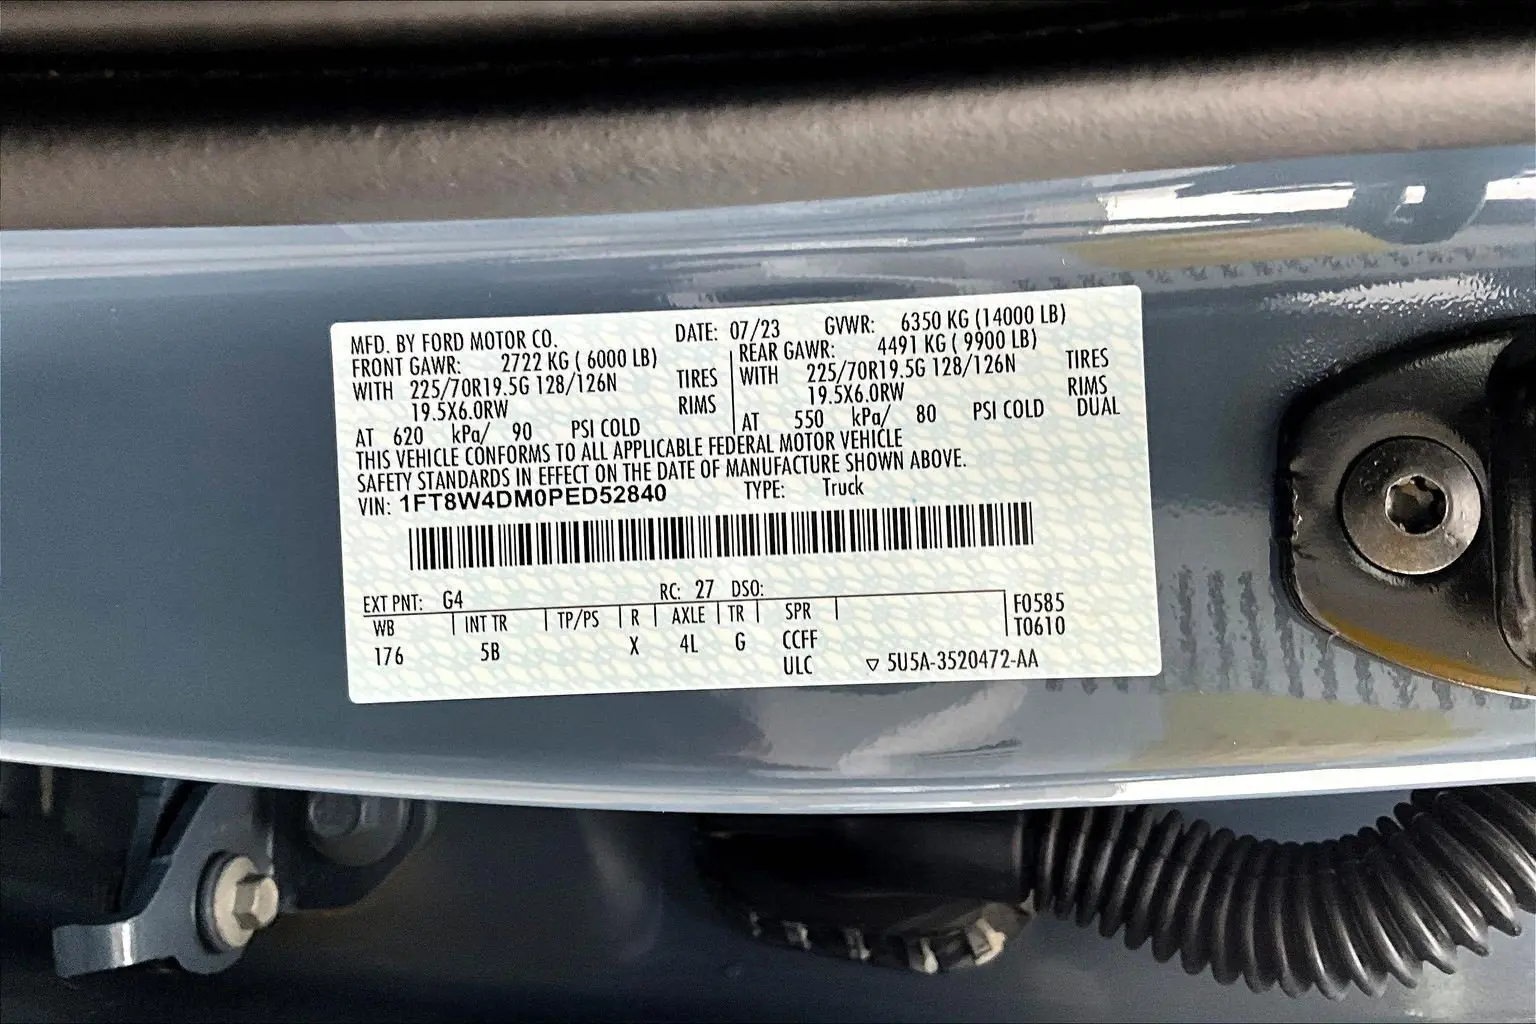 MFD. BY FORD MOTOR CO. DATE: 07/23 GVWR: 6350 KG (14000 LB)
FRONT GAWR: 2722 KG ( 6000 LB) REAR GAWR: 4491 KG ( 9900 LB)
WITH 225/70R19.5G 128/126N TIRES WITH 225/70R19.5G 128/126N TIRES
19.5X6.0RW RIMS 19.5X6.0RW RIMS
AT 620 kPa/ 90 PSI COLD AT 550 kPa/ 80 PSI COLD DUAL
THIS VEHICLE CONFORMS TO ALL APPLICABLE FEDERAL MOTOR VEHICLE
SAFETY STANDARDS IN EFFECT ON THE DATE OF MANUFACTURE SHOWN ABOVE.
VIN: 1FT8W4DM0PED52840 TYPE: Truck
EXT PNT: G4 RC: 27 DSO:
WB INT TR TP/PS R AXLE TR SPR F0585
176 5B X 4L G CCFF T0610
ULC ▽ 5U5A-3520472-AA